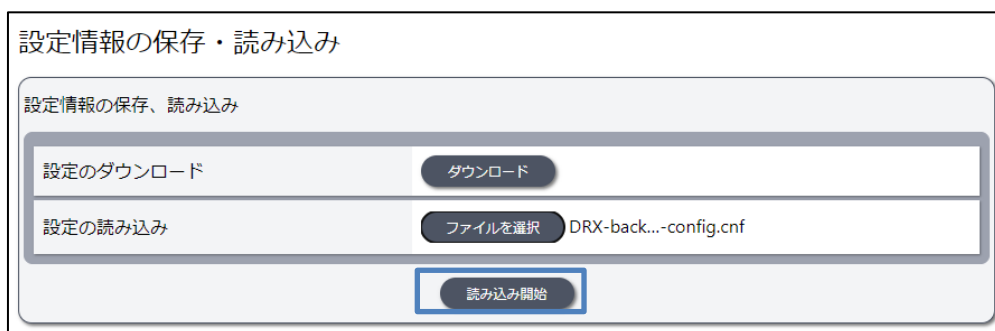 設定情報の保存・読み込み
設定情報の保存、読み込み
設定のダウンロード ダウンロード
設定の読み込み ファイルを選択 DRX-back...-config.cnf
読み込み開始